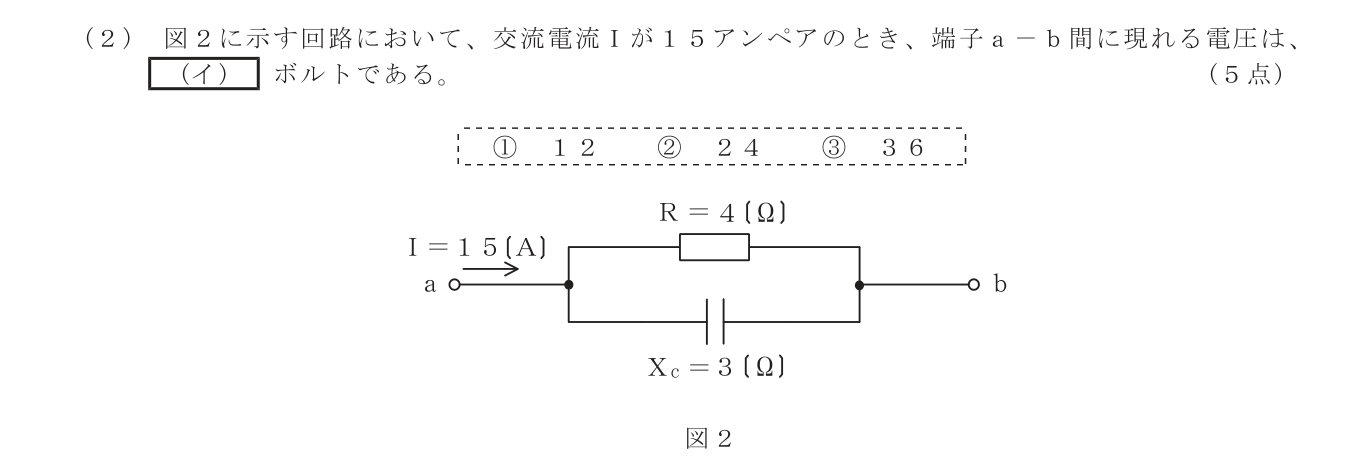 （２） 図２に示す回路において、交流電流Ｉが１５アンペアのとき、端子ａ－ｂ間に現れる電圧は、
（イ） ボルトである。 （５点）
① １２ ② ２４ ③ ３６
Ｒ＝４〔Ω〕
Ｉ＝１５〔Ａ〕
ａ ｂ
Ｘc＝３〔Ω〕
図２